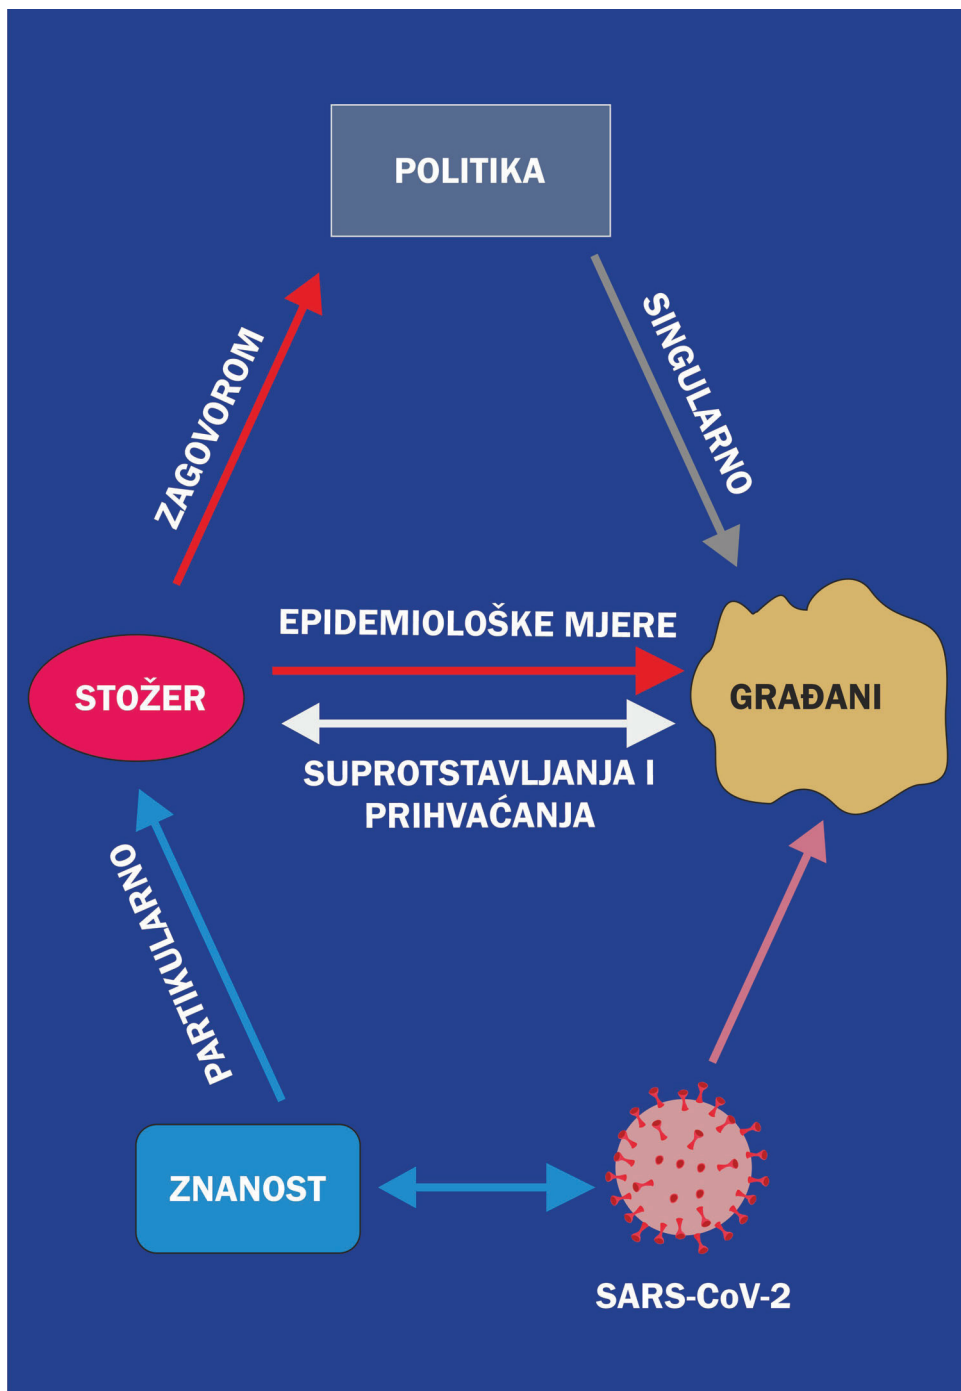 POLITIKA
ZAGOVOROM
SINGULARNO
EPIDEMIOLOŠKE MJERE
STOŽER
GRAĐANI
SUPROTSTAVLJANJA I
PRIHVAĆANJA
PARTIKULARNO
ZNANOST
SARS-CoV-2